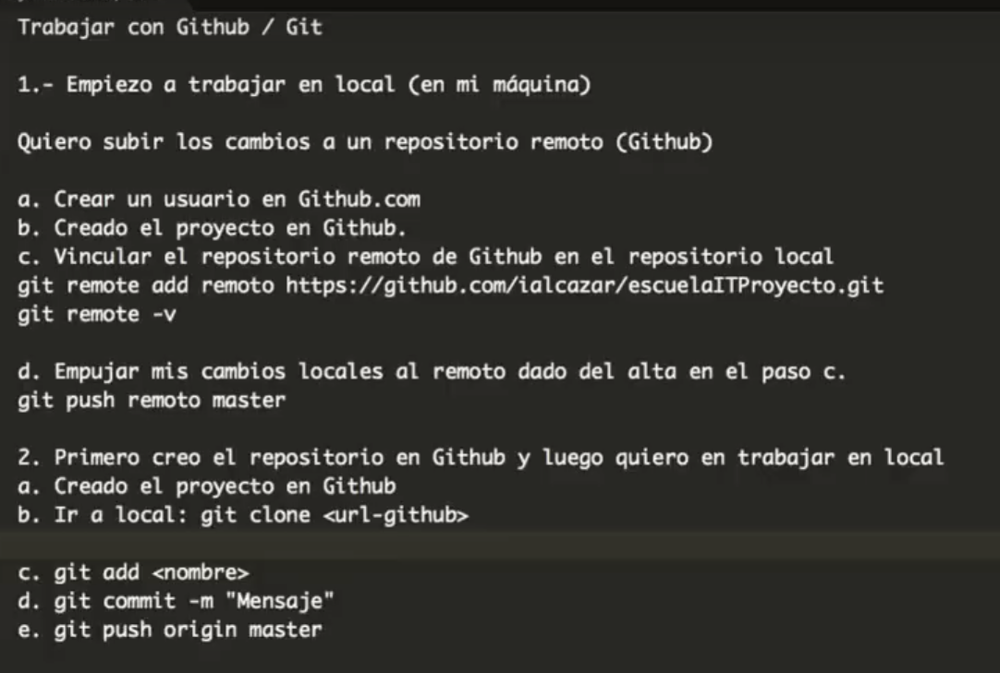 Trabajar con Github / Git
1.- Empiezo a trabajar en local (en mi máquina)
Quiero subir los cambios a un repositorio remoto (Github)
a. Crear un usuario en Github.com
b. Creado el proyecto en Github.
c. Vincular el repositorio remoto de Github en el repositorio local
git remote add remoto https://github.com/ialcazar/escuelaITProyecto.git
git remote -v
d. Empujar mis cambios locales al remoto dado del alta en el paso c.
git push remoto master
2. Primero creo el repositorio en Github y luego quiero en trabajar en local
a. Creado el proyecto en Github
b. Ir a local: git clone <url-github>
c. git add <nombre>
d. git commit -m "Mensaje"
e. git push origin master